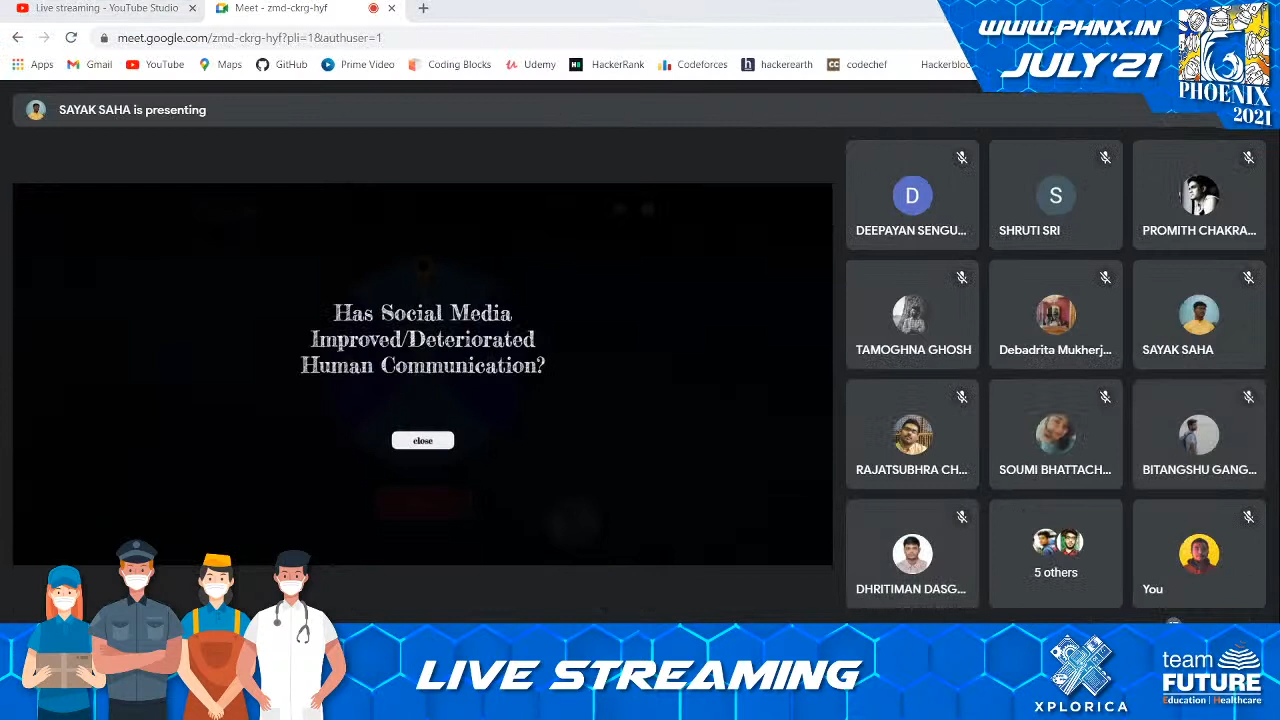 Live streaming - YouTube Studio
Meet - zmd-ckrg-hyf
meet.google.com/zmd-ckrg-hyf?pli=1&authuser=1
Apps Gmail YouTube Maps GitHub Prime Video Coding Blocks Udemy HackerRank Codeforces hackerearth codechef
WWW.PHNX.IN
JULY'21
PHOENIX
2021
SAYAK SAHA is presenting
Has Social Media
Improved/Deteriorated
Human Communication?
close
D
DEEPAYAN SENGU...
S
SHRUTI SRI
PROMITH CHAKRA...
TAMOGHNA GHOSH
Debadrita Mukherj...
SAYAK SAHA
RAJATSUBHRA CH...
SOUMI BHATTACH...
BITANGSHU GANG...
DHRITIMAN DASG...
5 others
You
LIVE STREAMING
XPLORICA
team
FUTURE
Education | Healthcare